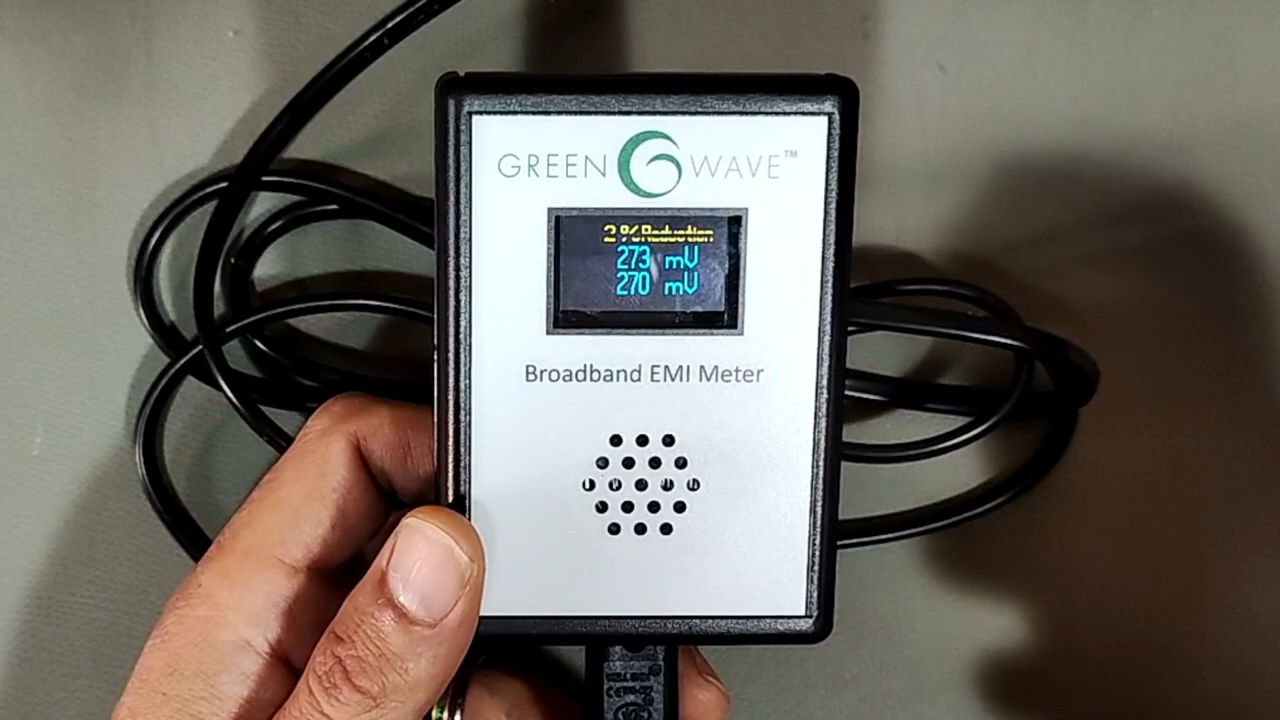 GREEN WAVE™
2 % Reduction
273 mV
270 mV
Broadband EMI Meter